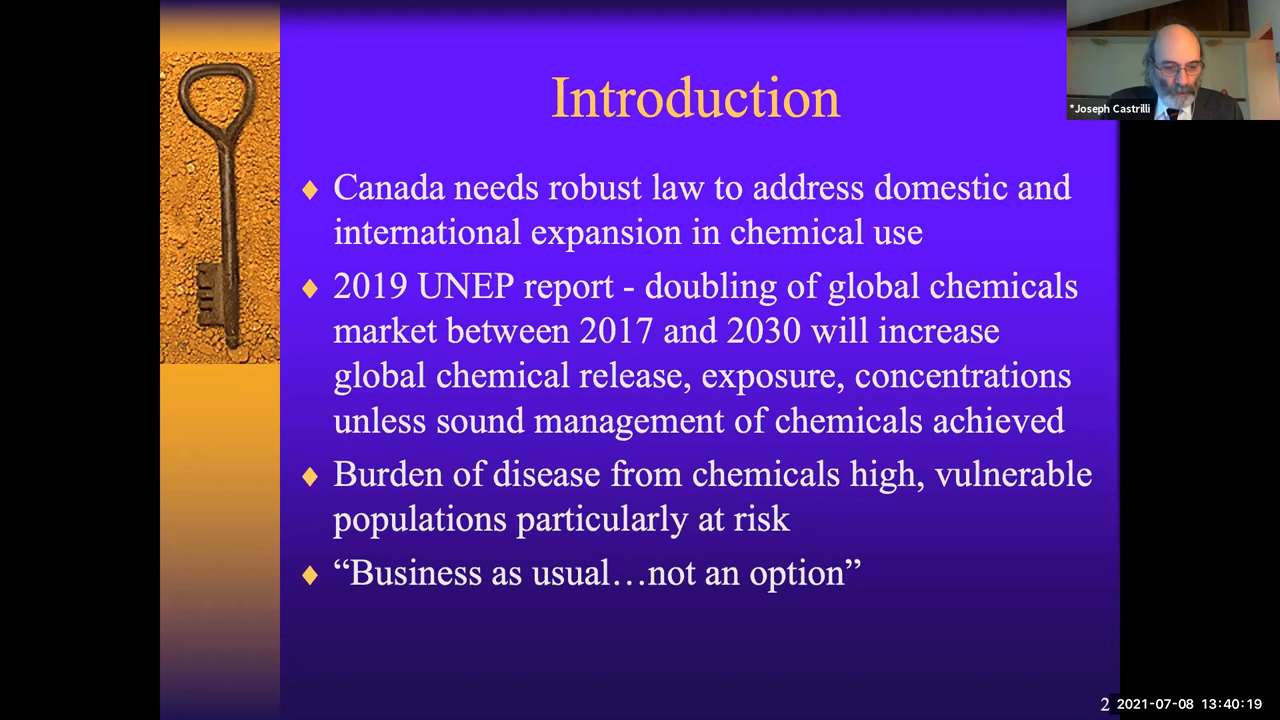 Introduction
*Joseph Castrilli
Canada needs robust law to address domestic and
international expansion in chemical use
2019 UNEP report - doubling of global chemicals
market between 2017 and 2030 will increase
global chemical release, exposure, concentrations
unless sound management of chemicals achieved
Burden of disease from chemicals high, vulnerable
populations particularly at risk
“Business as usual…not an option”
2
2021-07-08 13:40:19